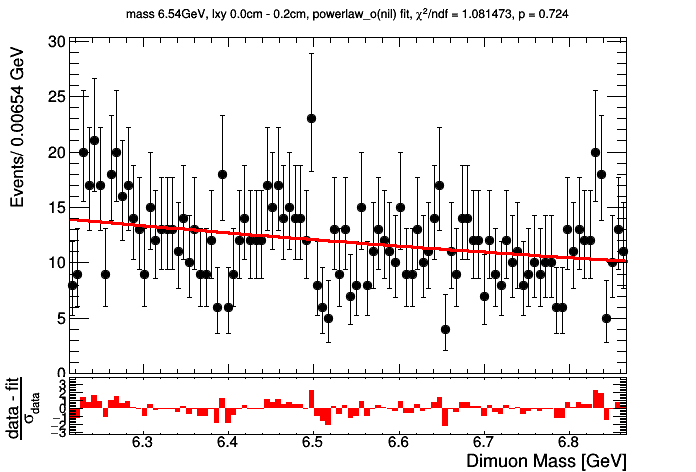 mass 6.54GeV, lxy 0.0cm - 0.2cm, powerlaw_o(nil) fit, χ²/ndf = 1.081473, p = 0.724
Events/ 0.00654 GeV
30
25
20
15
10
5
0
data - fit
σdata
3
2
1
0
−1
−2
−3
6.3 6.4 6.5 6.6 6.7 6.8
Dimuon Mass [GeV]